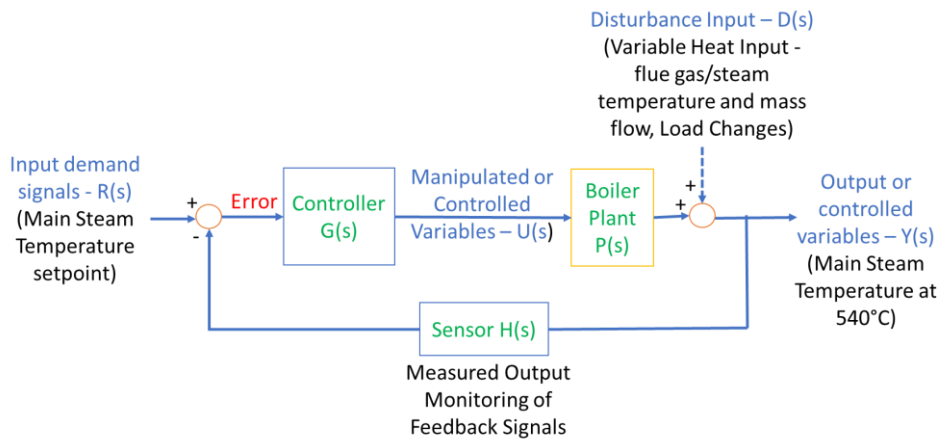 Disturbance Input – D(s)
(Variable Heat Input -
flue gas/steam
temperature and mass
flow, Load Changes)
Input demand
signals - R(s)
(Main Steam
Temperature
setpoint)
+
-
Error
Controller
G(s)
Manipulated or
Controlled
Variables – U(s)
Boiler
Plant
P(s)
+
+
Output or
controlled
variables – Y(s)
(Main Steam
Temperature at
540°C)
Sensor H(s)
Measured Output
Monitoring of
Feedback Signals